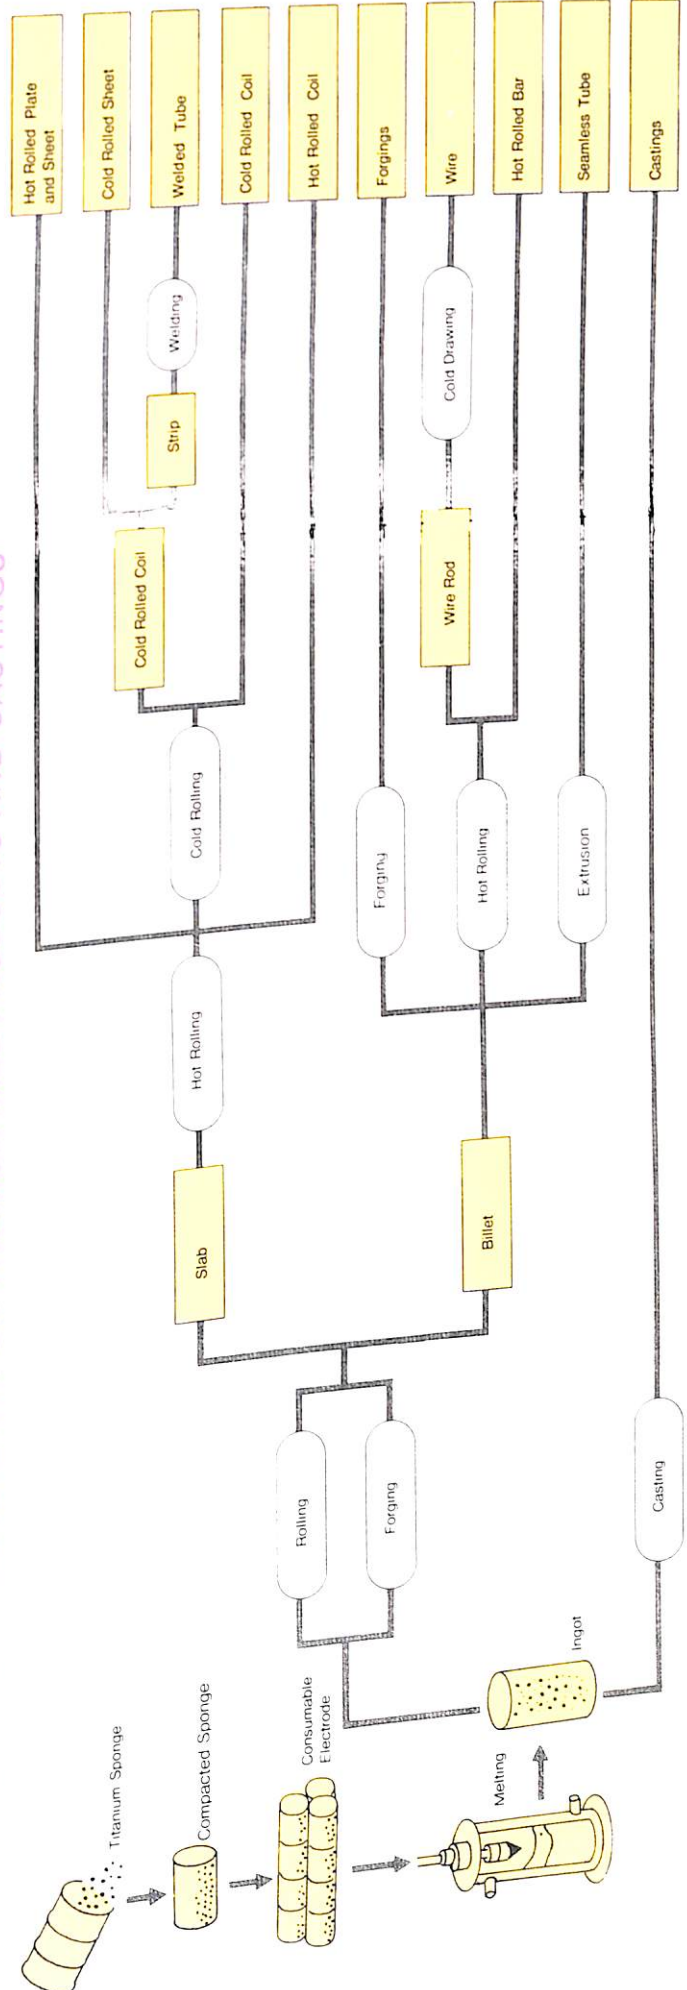 Titanium Sponge
Compacted Sponge
Consumable
Electrode
Melting
Ingot
Rolling
Forging
Casting
Slab
Billet
Hot Rolling
Cold Rolling
Forging
Hot Rolling
Extrusion
Cold Rolled Coil
Strip
Welding
Wire Rod
Cold Drawing
Hot Rolled Plate
and Sheet
Cold Rolled Sheet
Welded Tube
Cold Rolled Coil
Hot Rolled Coil
Forgings
Wire
Hot Rolled Bar
Seamless Tube
Castings